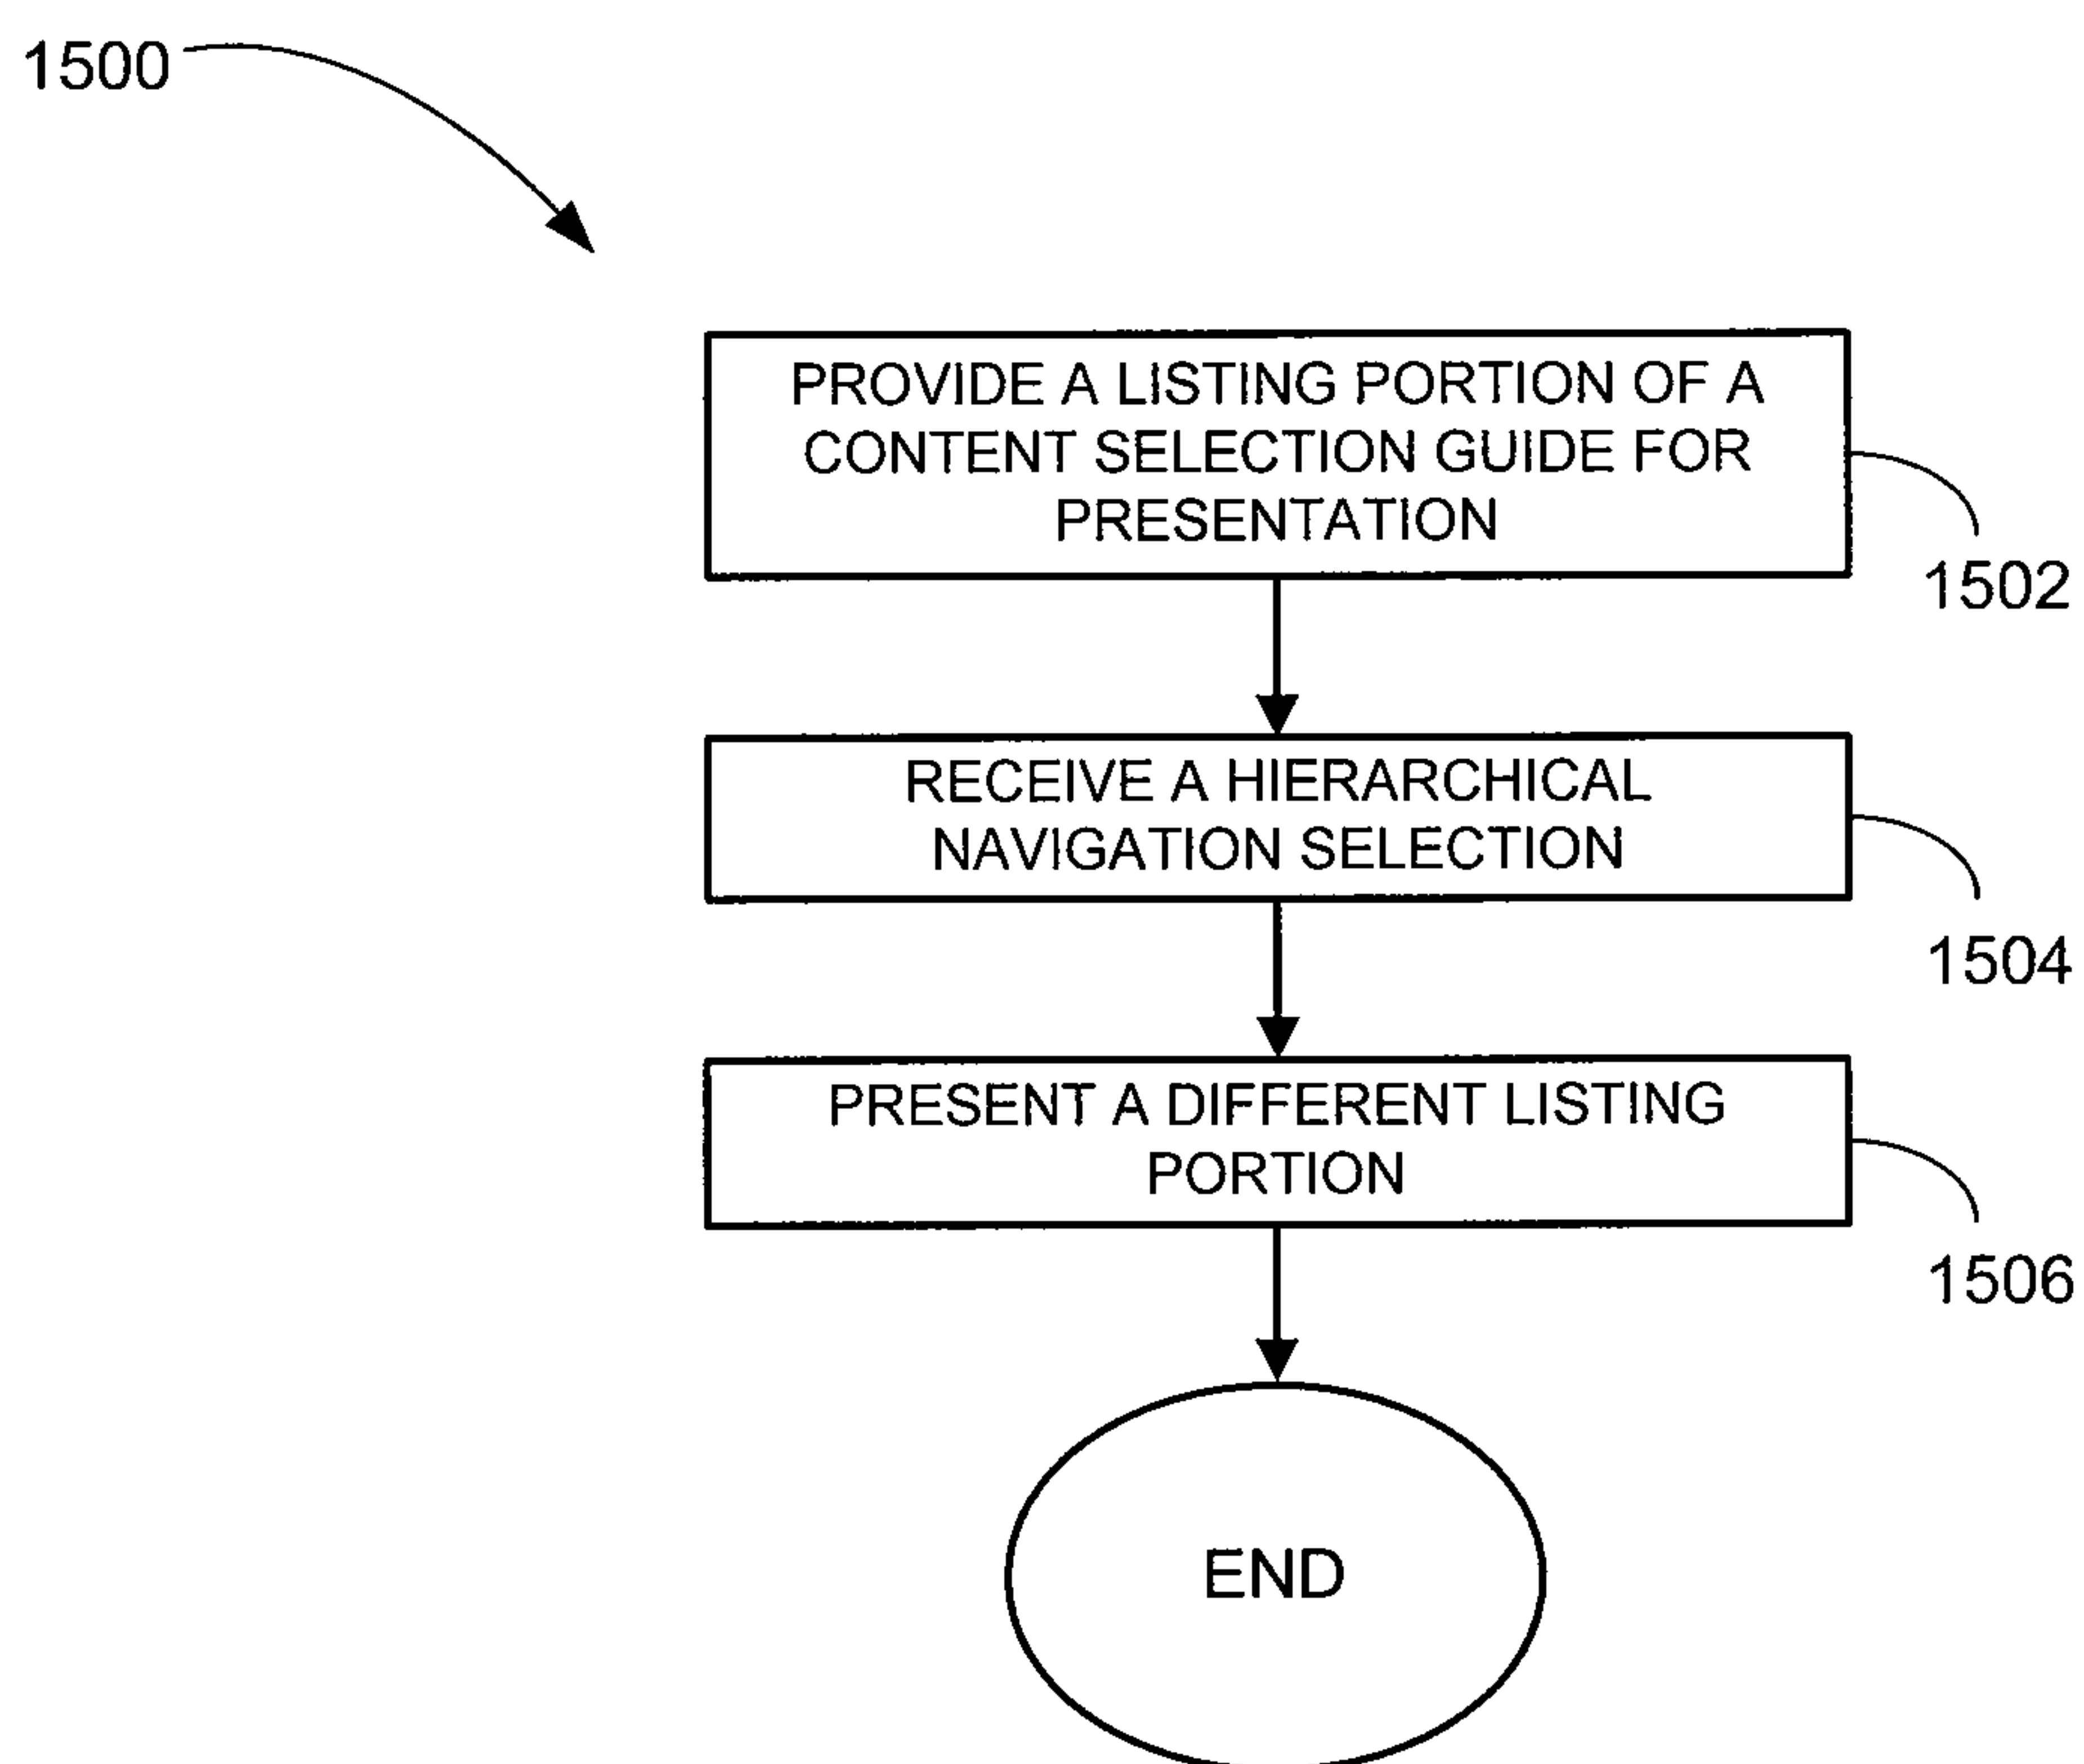 1500
PROVIDE A LISTING PORTION OF A
CONTENT SELECTION GUIDE FOR
PRESENTATION
1502
RECEIVE A HIERARCHICAL
NAVIGATION SELECTION
1504
PRESENT A DIFFERENT LISTING
PORTION
1506
END